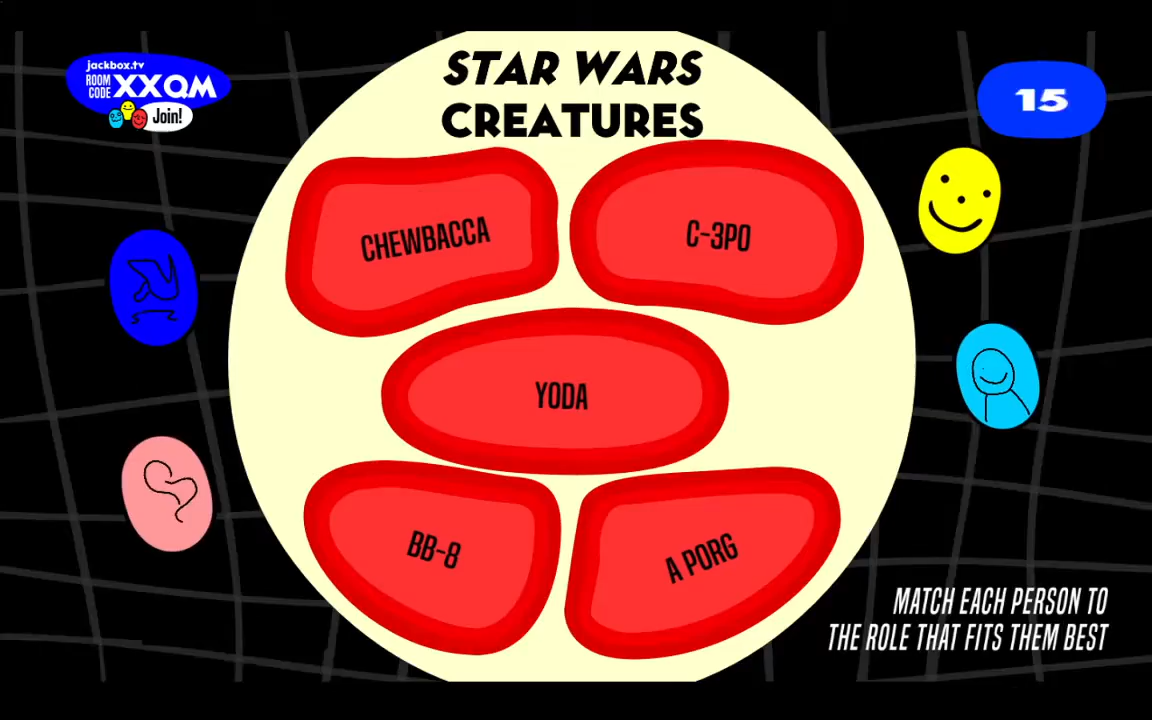 jackbox.tv
ROOM CODE XXQM
Join!
STAR WARS
CREATURES
15
CHEWBACCA
C-3PO
YODA
BB-8
A PORG
MATCH EACH PERSON TO
THE ROLE THAT FITS THEM BEST